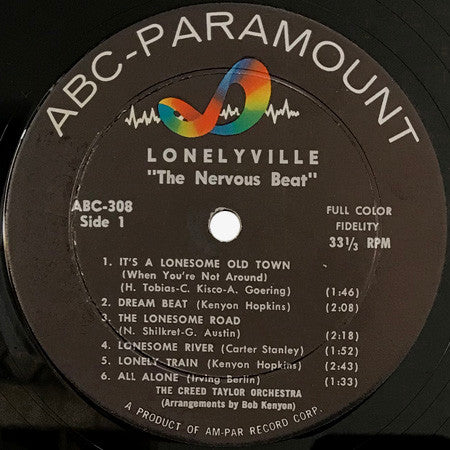 ABC-PARAMOUNT
LONELYVILLE
"The Nervous Beat"
ABC-308
Side 1
FULL COLOR
FIDELITY
33 1/3 RPM
1. IT'S A LONESOME OLD TOWN
(When You're Not Around)
(H. Tobias-C. Kisco-A. Goering) (1:46)
2. DREAM BEAT (Kenyon Hopkins) (2:08)
3. THE LONESOME ROAD
(N. Shilkret-G. Austin) (2:18)
4. LONESOME RIVER (Carter Stanley) (1:52)
5. LONELY TRAIN (Kenyon Hopkins) (2:43)
6. ALL ALONE (Irving Berlin) (1:33)
THE CREED TAYLOR ORCHESTRA
(Arrangements by Bob Kenyon)
A PRODUCT OF AM-PAR RECORD CORP.